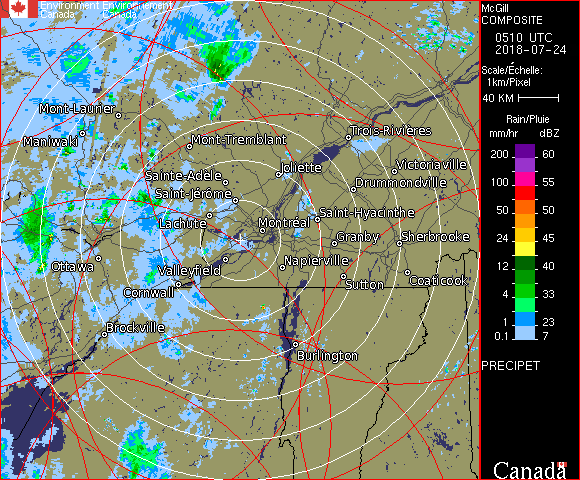 Environment Environnement
Canada Canada
McGill
COMPOSITE
0510 UTC
2018-07-24
Scale/Échelle:
1km/Pixel
40 KM
Rain/Pluie
mm/hr dBZ
200 60
100 55
50 50
24 45
12 40
4 33
1 23
0.1 7
PRECIPET
Canada
Mont-Laurier
Maniwaki
Mont-Tremblant
Trois-Rivières
Sainte-Adèle
Joliette
Victoriaville
Saint-Jérôme
Drummondville
Lachute
Montréal
Saint-Hyacinthe
Ottawa
Valleyfield
Napierville
Granby
Sherbrooke
Cornwall
Sutton
Coaticook
Brockville
Burlington